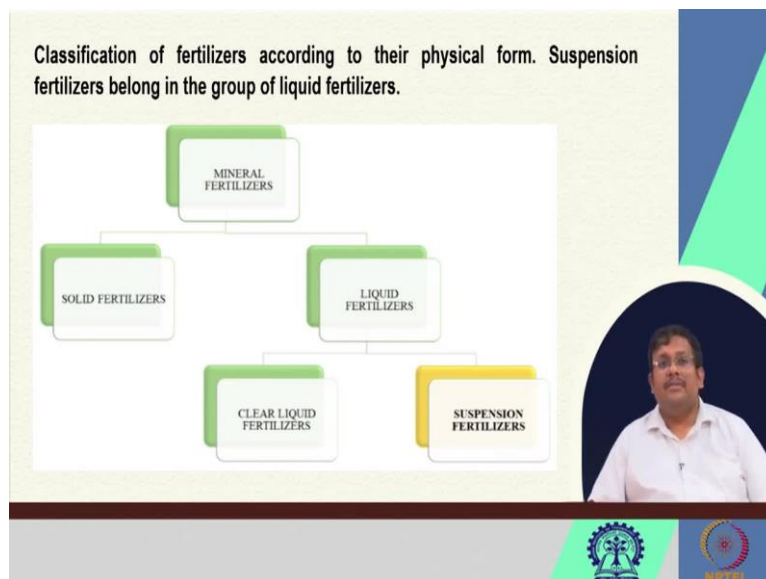 Classification of fertilizers according to their physical form. Suspension
fertilizers belong in the group of liquid fertilizers.
MINERAL
FERTILIZERS
SOLID FERTILIZERS
LIQUID
FERTILIZERS
CLEAR LIQUID
FERTILIZERS
SUSPENSION
FERTILIZERS